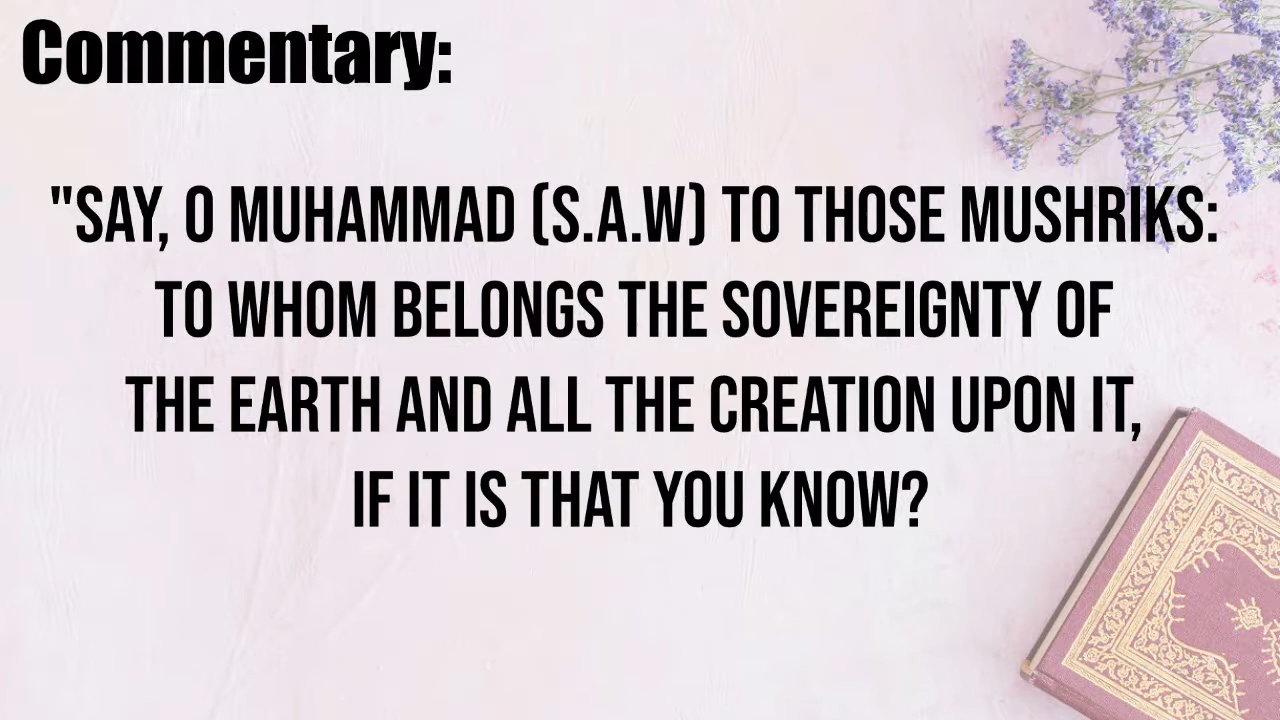 Commentary:
"SAY, O MUHAMMAD (S.A.W) TO THOSE MUSHRIKS:
TO WHOM BELONGS THE SOVEREIGNTY OF
THE EARTH AND ALL THE CREATION UPON IT,
IF IT IS THAT YOU KNOW?